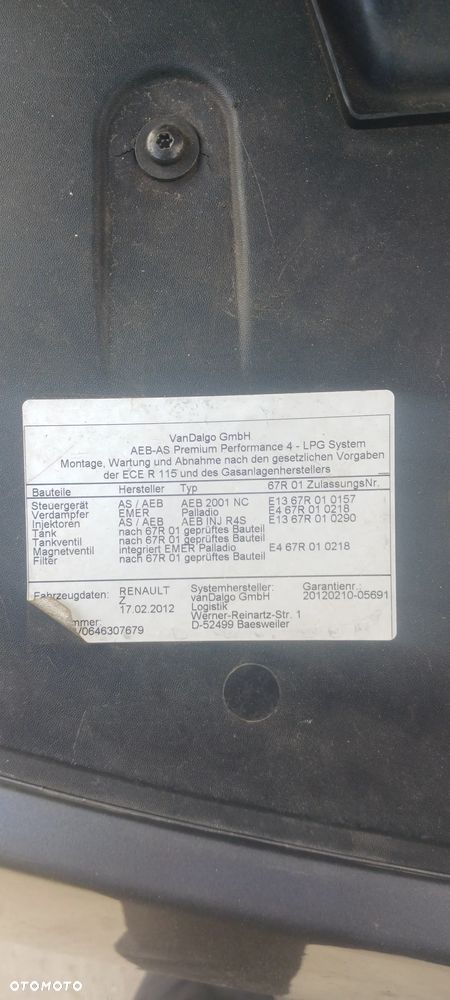 VanDalgo GmbH
AEB-AS Premium Performance 4 - LPG System
Montage, Wartung und Abnahme nach den gesetzlichen Vorgaben
der ECE R 115 und des Gasanlagenherstellers
Bauteile Hersteller Typ 67R 01 ZulassungsNr.
Steuergerät AS / AEB AEB 2001 NC E13 67R 01 0157
Verdampfer EMER Palladio E4 67R 01 0218
Injektoren AS / AEB AEB INJ R4S E13 67R 01 0290
Tank nach 67R 01 geprüftes Bauteil
Tankventil nach 67R 01 geprüftes Bauteil
Magnetventil integriert EMER Palladio E4 67R 01 0218
Filter nach 67R 01 geprüftes Bauteil
Fahrzeugdaten: RENAULT Systemhersteller: Garantienr.:
Z vanDalgo GmbH 20120210-05691
17.02.2012 Logistik
mmer: Werner-Reinartz-Str. 1
/0646307679 D-52499 Baesweiler
OTOMOTO